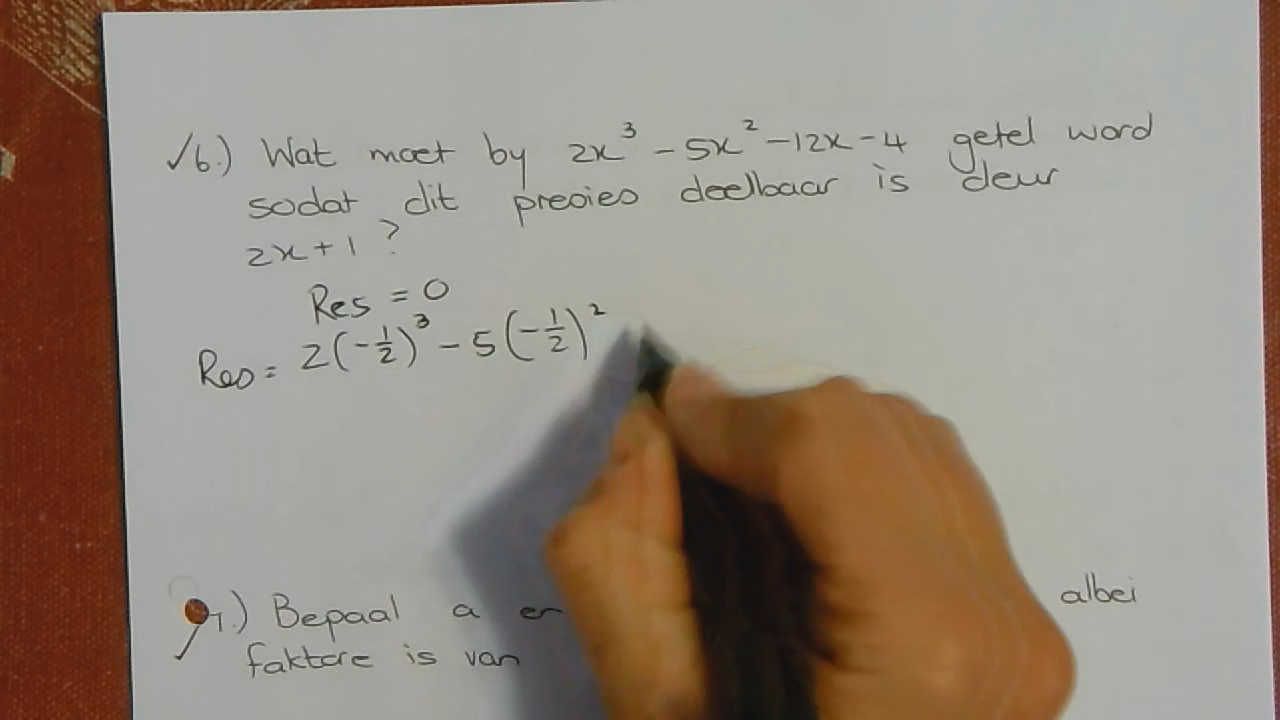 √6.) Wat moet by 2x³ - 5x² - 12x - 4 getel word
sodat dit presies deelbaar is deur
2x + 1 ?
Res = 0
Res = 2(-1/2)³ - 5(-1/2)²
7.) Bepaal a en albei
faktore is van